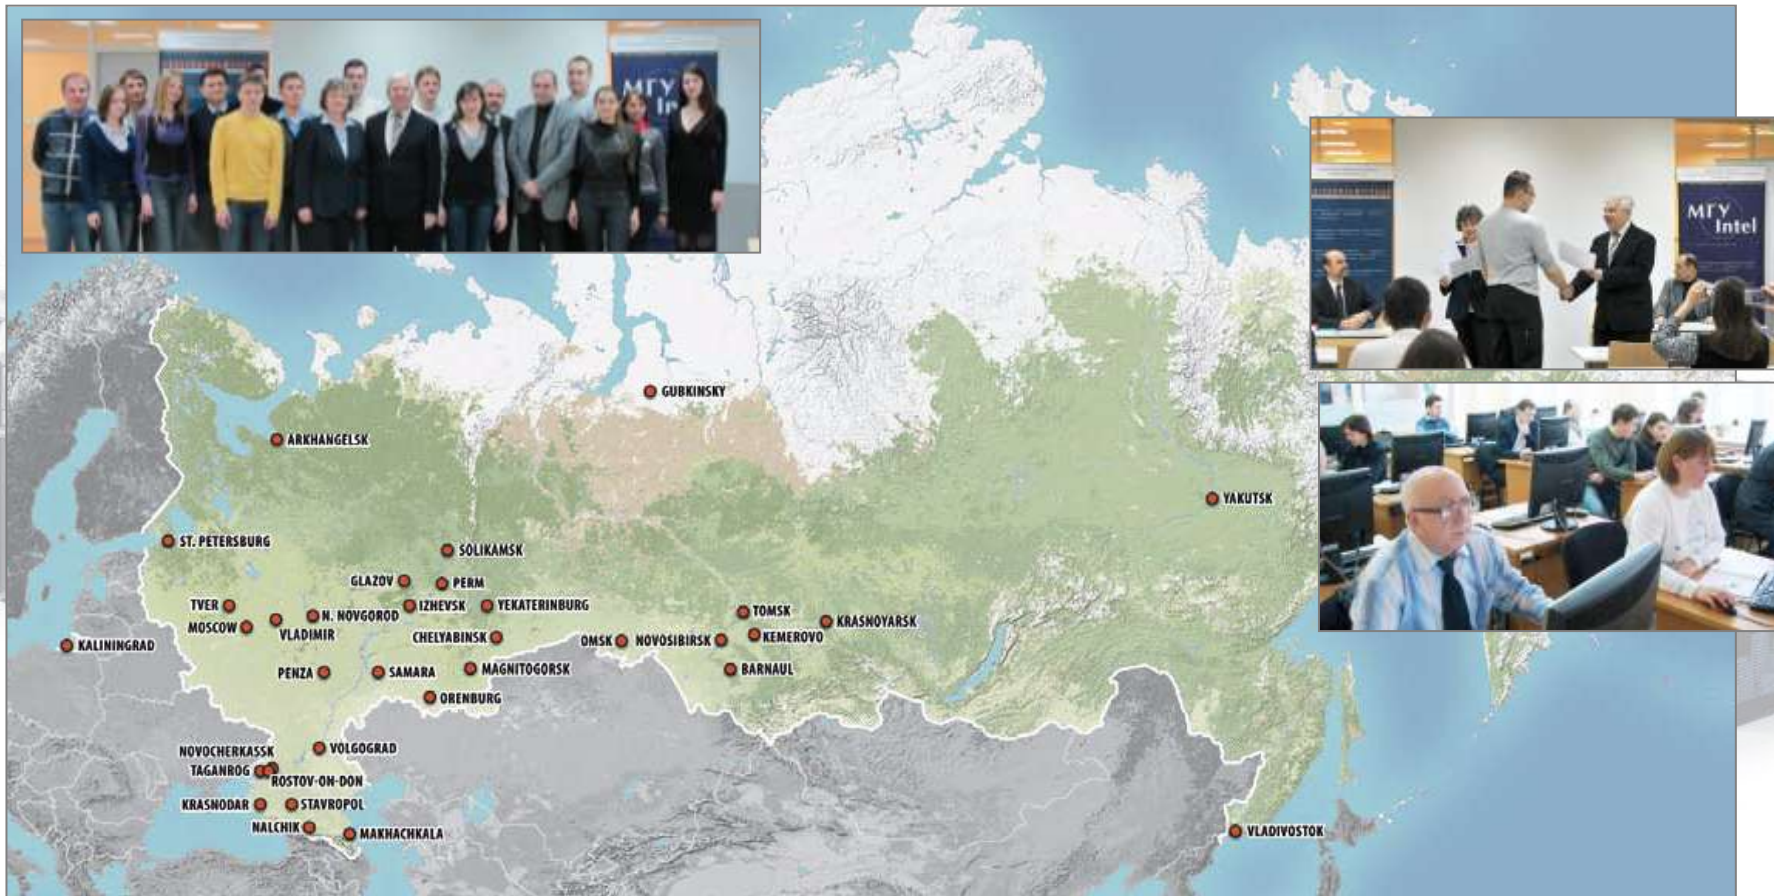 МГУ
In
МГУ
Intel
GUBKINSKY
ARKHANGELSK
YAKUTSK
ST. PETERSBURG
SOLIKAMSK
GLAZOV
PERM
TVER
IZHEVSK
YEKATERINBURG
N. NOVGOROD
TOMSK
MOSCOW
VLADIMIR
KRASNOYARSK
CHELYABINSK
OMSK
NOVOSIBIRSK
KEMEROVO
KALININGRAD
PENZA
SAMARA
MAGNITOGORSK
BARNAUL
ORENBURG
VOLGOGRAD
NOVOCHERKASSK
TAGANROG
ROSTOV-ON-DON
KRASNODAR
STAVROPOL
NALCHIK
MAKHACHKALA
VLADIVOSTOK